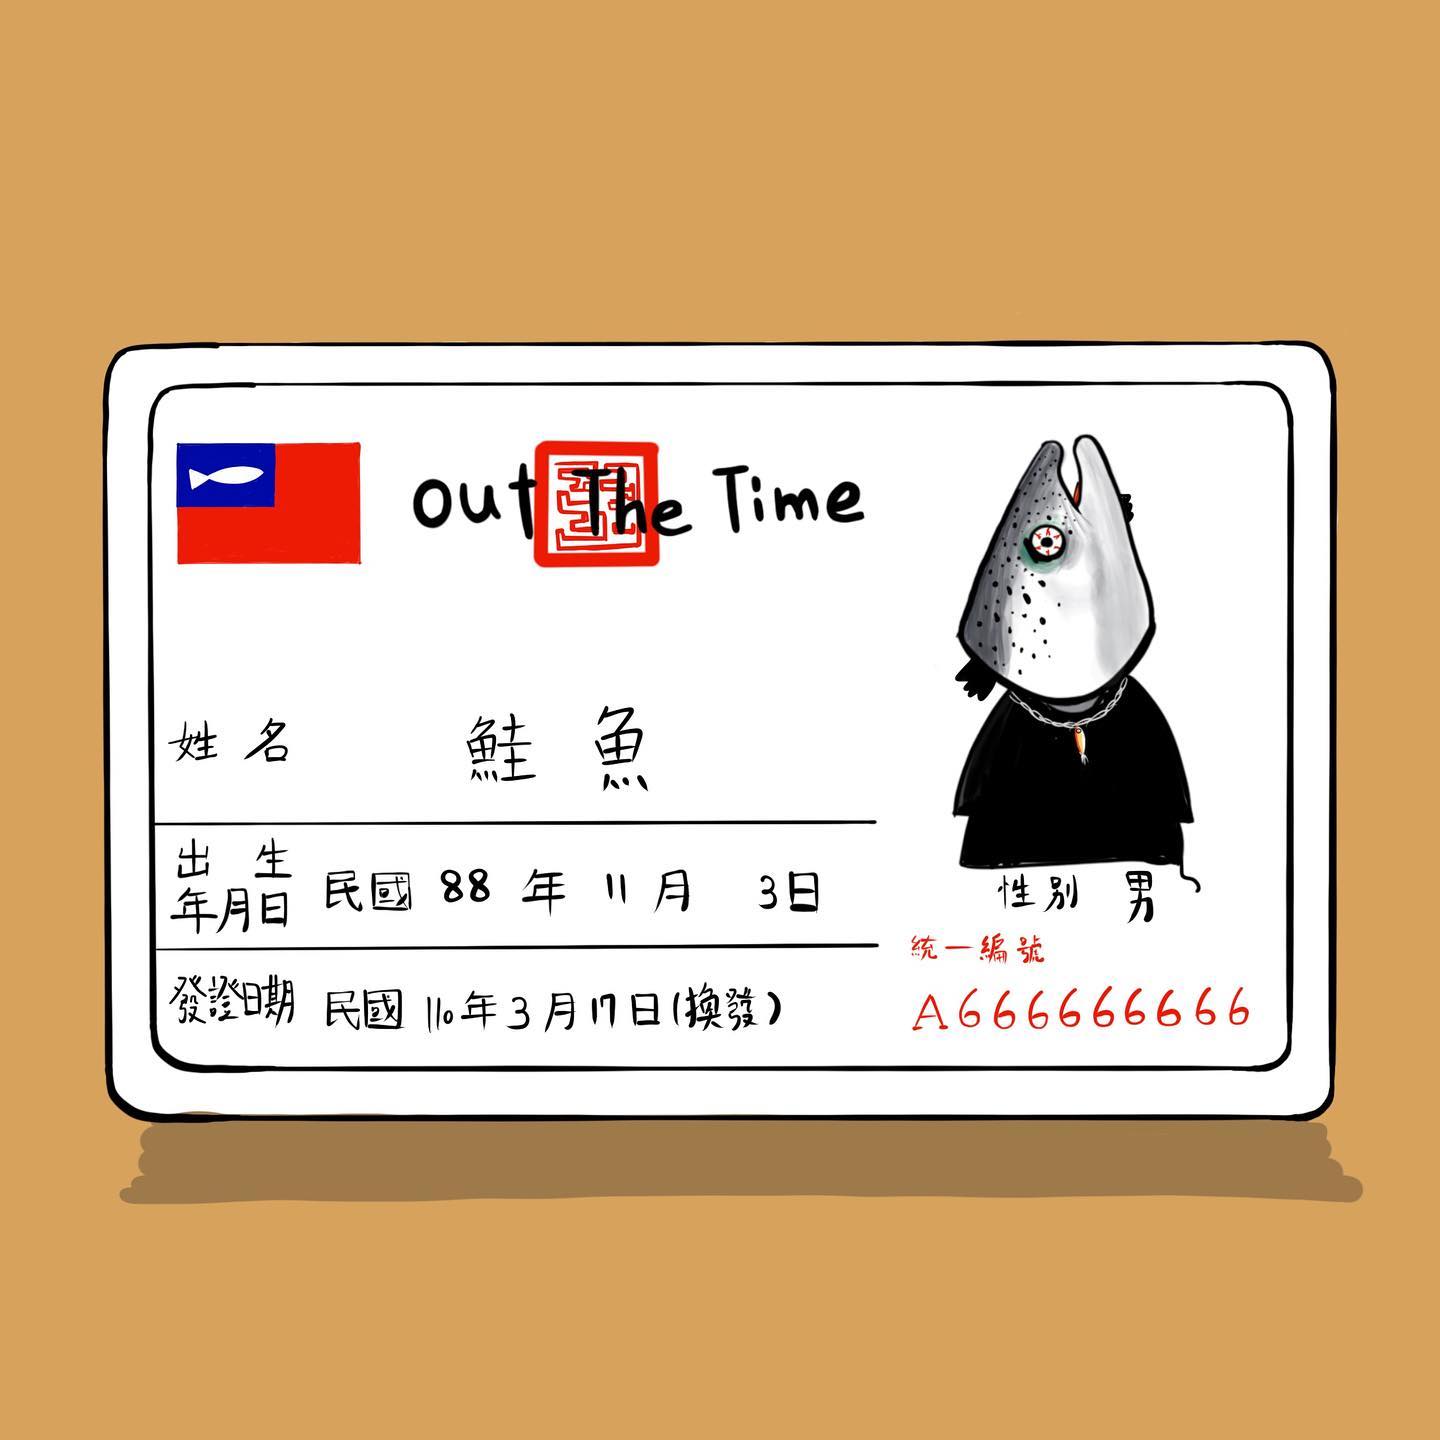 out The Time
姓名 鮭魚
出生
年月日 民國 88 年 11 月 3日
發證日期 民國 110年3月17日(換發)
性別 男
統一編號
A666666666